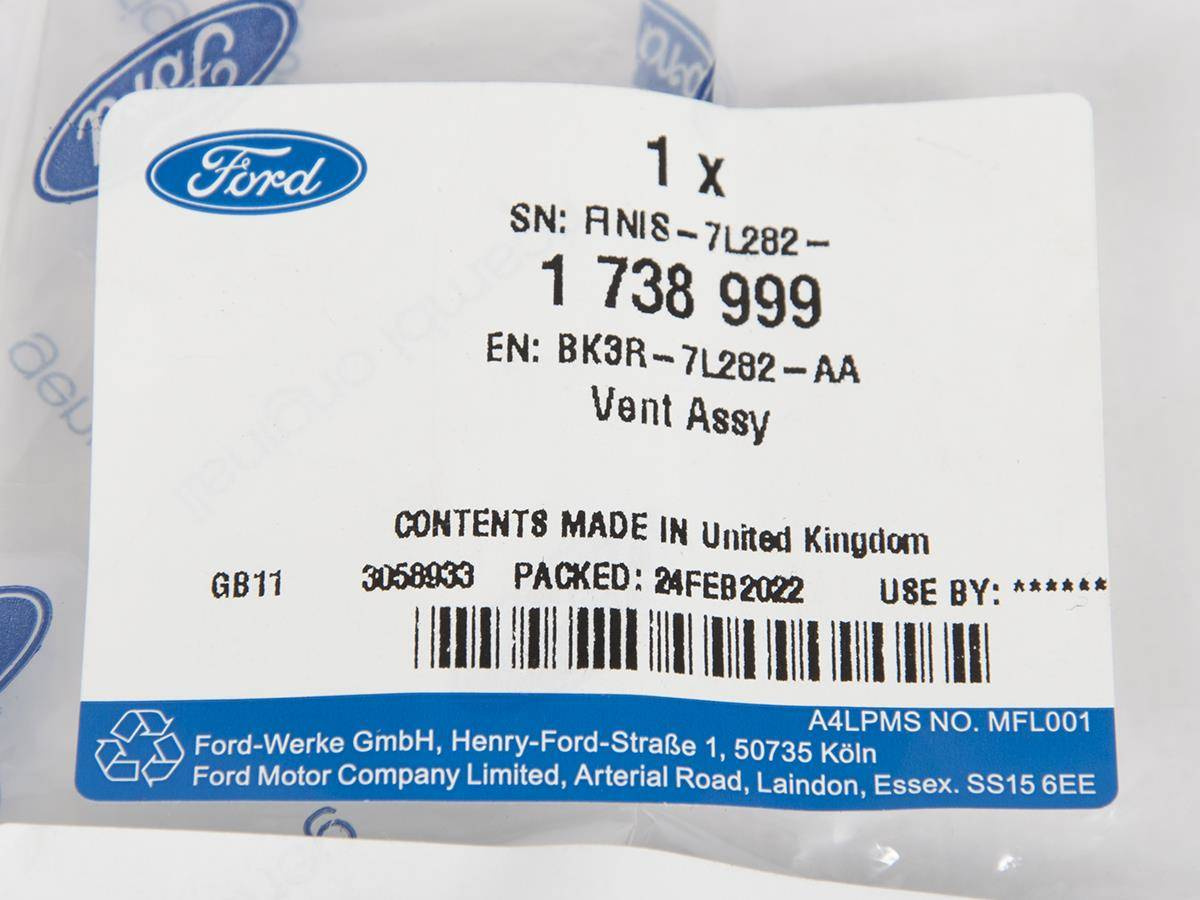 Ford
Ford
1 x
SN: FINIS-7L282-
1 738 999
EN: BK3R-7L282-AA
Vent Assy
CONTENTS MADE IN United Kingdom
GB11 3058933 PACKED: 24FEB2022 USE BY: ******
A4LPMS NO. MFL001
Ford-Werke GmbH, Henry-Ford-Straße 1, 50735 Köln
Ford Motor Company Limited, Arterial Road, Laindon, Essex. SS15 6EE